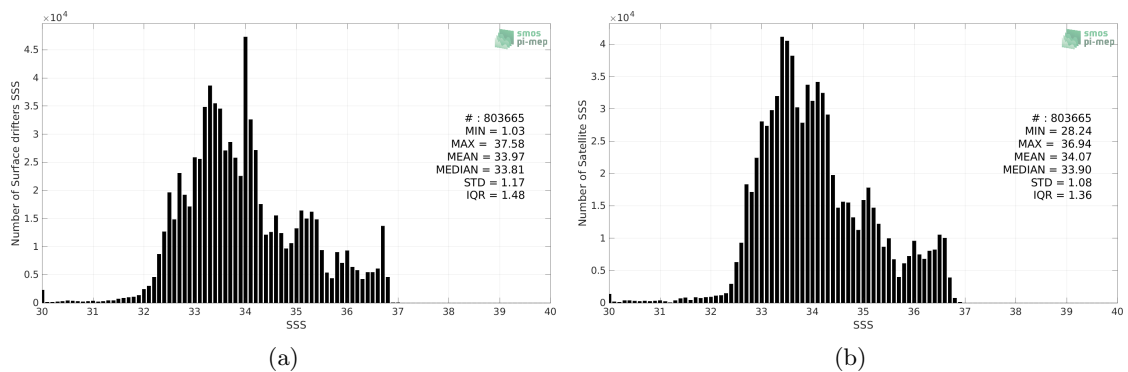 ×10⁴
4.5
4
3.5
3
2.5
2
1.5
1
0.5
0
Number of Surface drifters SSS
30 31 32 33 34 35 36 37 38 39 40
SSS
smos
pi-mep
# : 803665
MIN = 1.03
MAX = 37.58
MEAN = 33.97
MEDIAN = 33.81
STD = 1.17
IQR = 1.48
(a)
×10⁴
4
3.5
3
2.5
2
1.5
1
0.5
0
Number of Satellite SSS
30 31 32 33 34 35 36 37 38 39 40
SSS
smos
pi-mep
# : 803665
MIN = 28.24
MAX = 36.94
MEAN = 34.07
MEDIAN = 33.90
STD = 1.08
IQR = 1.36
(b)